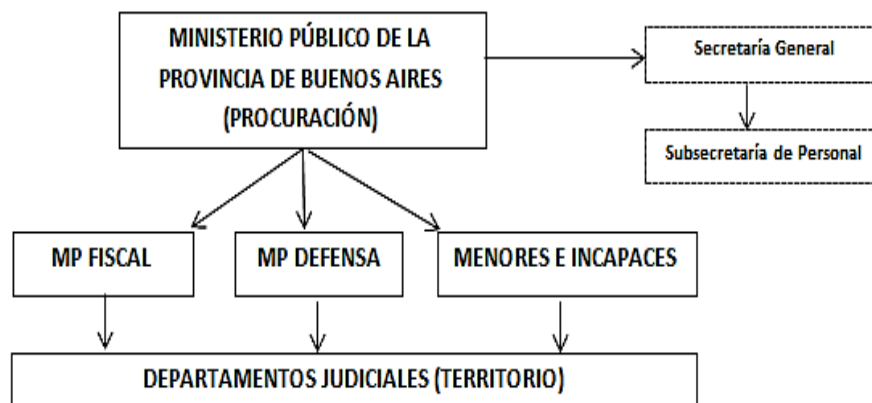 MINISTERIO PÚBLICO DE LA
PROVINCIA DE BUENOS AIRES
(PROCURACIÓN)
Secretaría General
Subsecretaría de Personal
MP FISCAL
MP DEFENSA
MENORES E INCAPACES
DEPARTAMENTOS JUDICIALES (TERRITORIO)